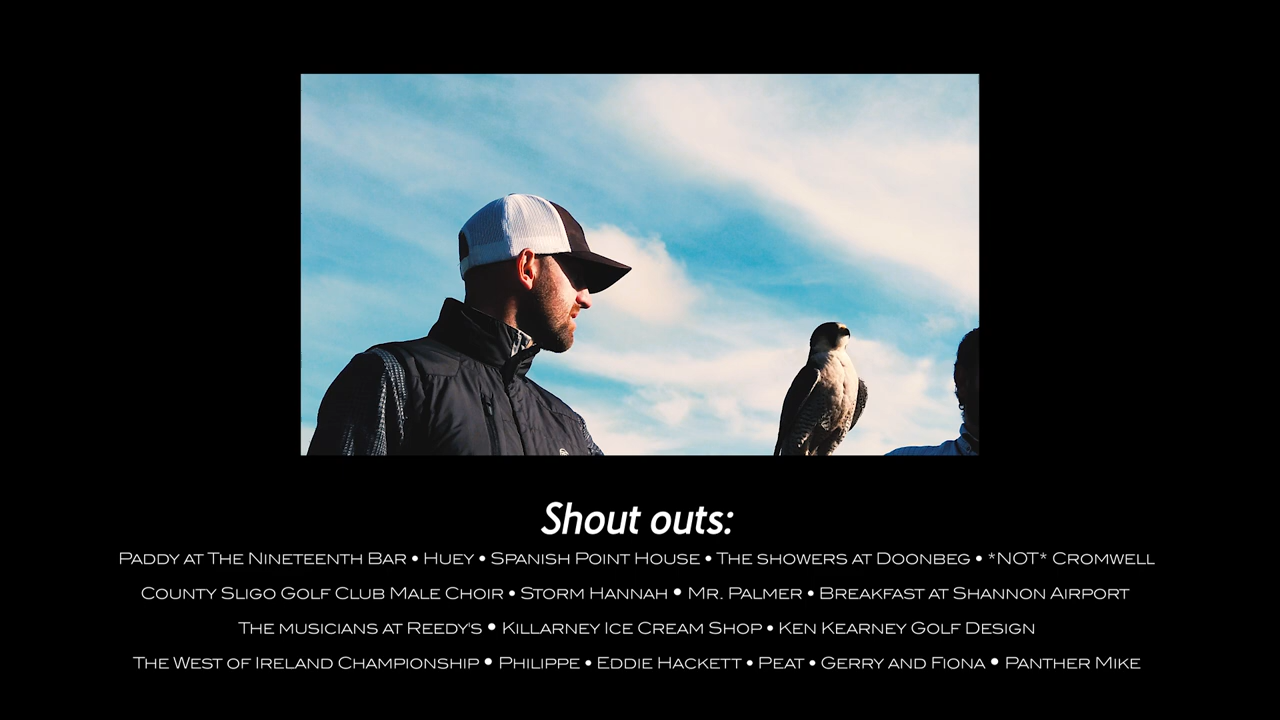 Shout outs:
Paddy at The Nineteenth Bar • Huey • Spanish Point House • The showers at Doonbeg • *NOT* Cromwell
County Sligo Golf Club Male Choir • Storm Hannah • Mr. Palmer • Breakfast at Shannon Airport
The musicians at Reedy's • Killarney Ice Cream Shop • Ken Kearney Golf Design
The West of Ireland Championship • Philippe • Eddie Hackett • Peat • Gerry and Fiona • Panther Mike